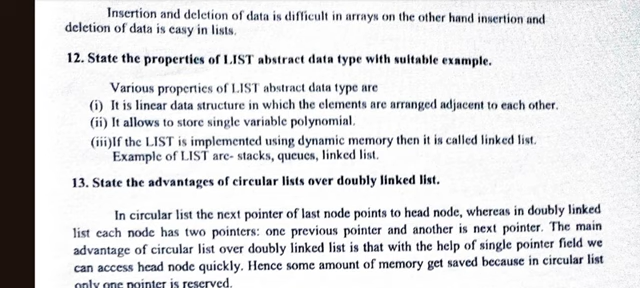 Insertion and deletion of data is difficult in arrays on the other hand insertion and
deletion of data is easy in lists.
12. State the properties of LIST abstract data type with suitable example.
Various properties of LIST abstract data type are
(i) It is linear data structure in which the elements are arranged adjacent to each other.
(ii) It allows to store single variable polynomial.
(iii)If the LIST is implemented using dynamic memory then it is called linked list.
Example of LIST are- stacks, queues, linked list.
13. State the advantages of circular lists over doubly linked list.
In circular list the next pointer of last node points to head node, whereas in doubly linked
list each node has two pointers: one previous pointer and another is next pointer. The main
advantage of circular list over doubly linked list is that with the help of single pointer field we
can access head node quickly. Hence some amount of memory get saved because in circular list
only one pointer is reserved.